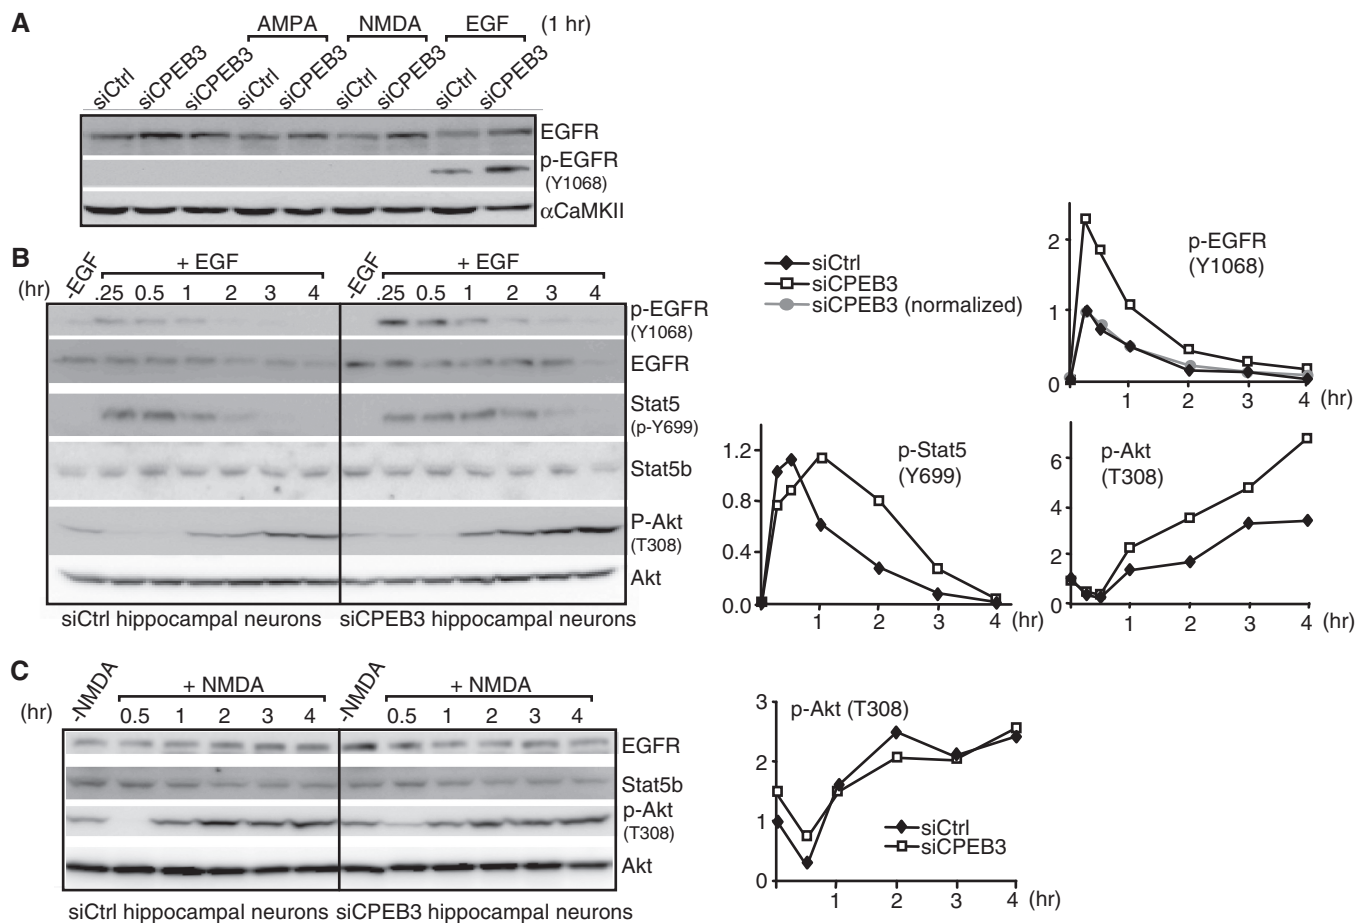 A
AMPA NMDA EGF (1 hr)
siCtrl siCPEB3 siCPEB3 siCtrl siCPEB3 siCtrl siCPEB3 siCtrl siCPEB3
EGFR
p-EGFR
(Y1068)
αCaMKII
B
-EGF + EGF -EGF + EGF
(hr) .25 0.5 1 2 3 4 .25 0.5 1 2 3 4
p-EGFR
(Y1068)
EGFR
Stat5
(p-Y699)
Stat5b
P-Akt
(T308)
Akt
siCtrl hippocampal neurons siCPEB3 hippocampal neurons
siCtrl
siCPEB3
siCPEB3 (normalized)
p-EGFR
(Y1068)
2
1
0
1 2 3 4 (hr)
p-Stat5
(Y699)
1.2
0.8
0.4
0.0
1 2 3 4 (hr)
p-Akt
(T308)
6
4
2
0
1 2 3 4 (hr)
C
-NMDA + NMDA -NMDA + NMDA
(hr) 0.5 1 2 3 4 0.5 1 2 3 4
EGFR
Stat5b
p-Akt
(T308)
Akt
siCtrl hippocampal neurons siCPEB3 hippocampal neurons
p-Akt (T308)
3
2
1
0
siCtrl
siCPEB3
1 2 3 4 (hr)